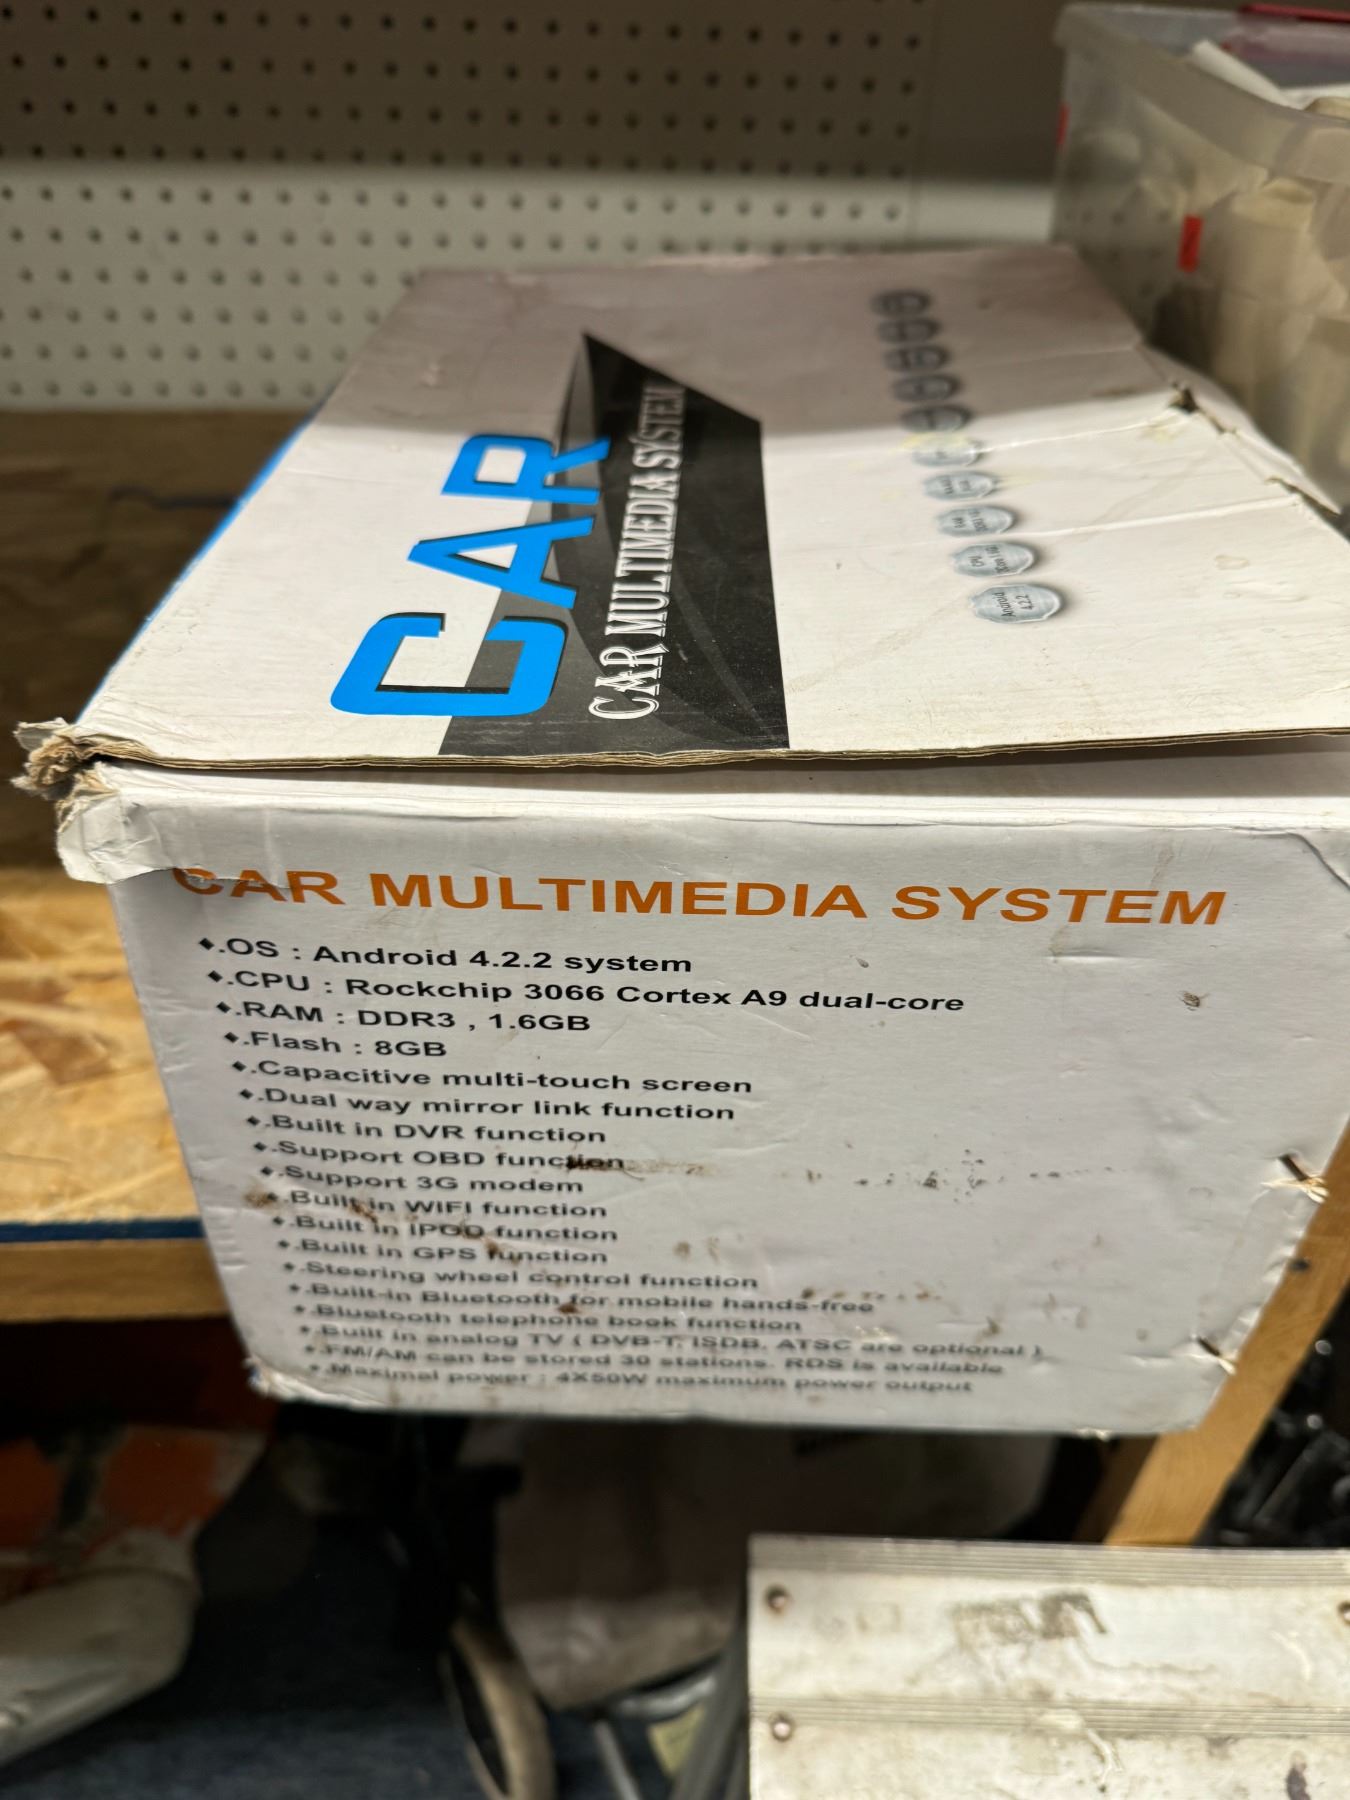 CAR
CAR MULTIMEDIA SYSTEM
Android
4.2.2
CPU
CAR MULTIMEDIA SYSTEM
◆.OS : Android 4.2.2 system
◆.CPU : Rockchip 3066 Cortex A9 dual-core
◆.RAM : DDR3 , 1.6GB
◆.Flash : 8GB
◆.Capacitive multi-touch screen
◆.Dual way mirror link function
◆.Built in DVR function
◆.Support OBD function
◆.Support 3G modem
◆.Built in WIFI function
◆.Built in IPOD function
◆.Built in GPS function
◆.Steering wheel control function
◆.Built-in Bluetooth for mobile hands-free
◆.Bluetooth telephone book function
◆.Built in analog TV ( DVB-T, ISDB, ATSC are optional )
◆.FM/AM can be stored 30 stations. RDS is available
◆.Maximal power : 4X50W maximum power output